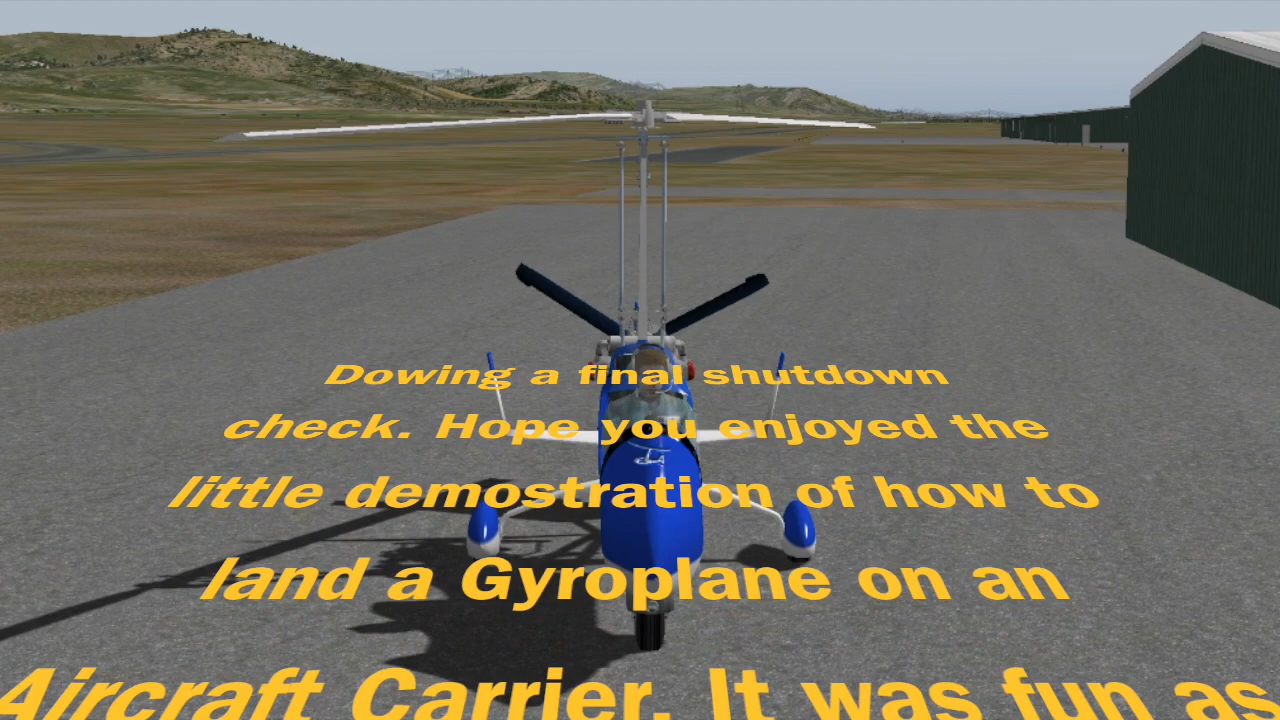 Dowing a final shutdown
check. Hope you enjoyed the
little demostration of how to
land a Gyroplane on an
Aircraft Carrier. It was fun as